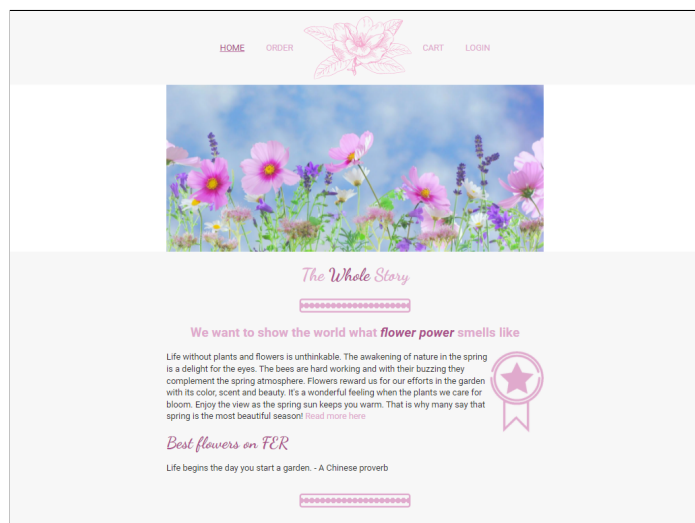 HOME ORDER CART LOGIN
The Whole Story
We want to show the world what flower power smells like
Life without plants and flowers is unthinkable. The awakening of nature in the spring
is a delight for the eyes. The bees are hard working and with their buzzing they
complement the spring atmosphere. Flowers reward us for our efforts in the garden
with its color, scent and beauty. It's a wonderful feeling when the plants we care for
bloom. Enjoy the view as the spring sun keeps you warm. That is why many say that
spring is the most beautiful season! Read more here
Best flowers on FER
Life begins the day you start a garden. - A Chinese proverb